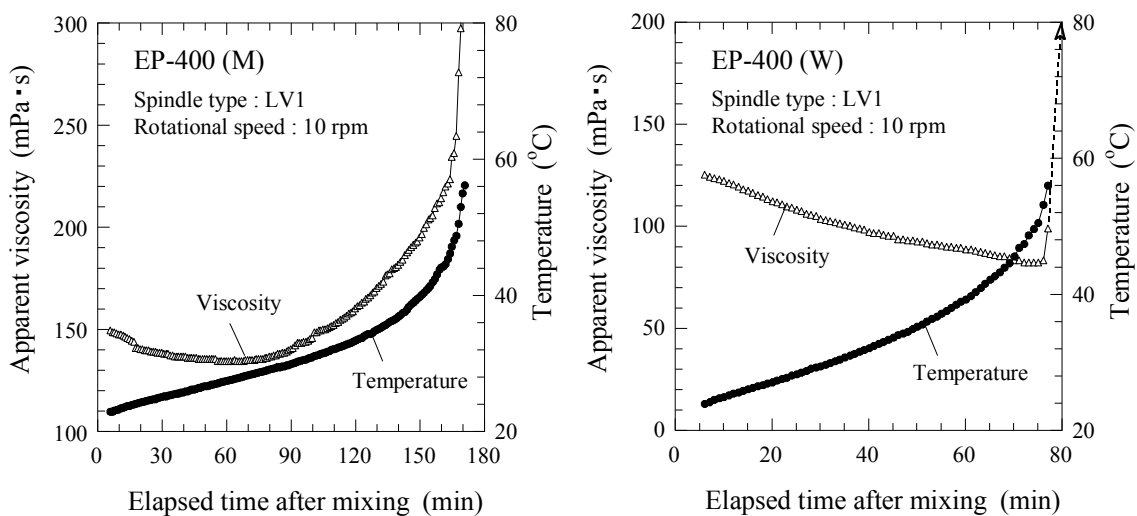 Apparent viscosity (mPa・s)
300
250
200
150
100
EP-400 (M)
Spindle type : LV1
Rotational speed : 10 rpm
Viscosity
Temperature
80
60
40
20
Temperature (°C)
0 30 60 90 120 150 180
Elapsed time after mixing (min)
Apparent viscosity (mPa・s)
200
150
100
50
0
EP-400 (W)
Spindle type : LV1
Rotational speed : 10 rpm
Viscosity
Temperature
80
60
40
20
Temperature (°C)
0 20 40 60 80
Elapsed time after mixing (min)